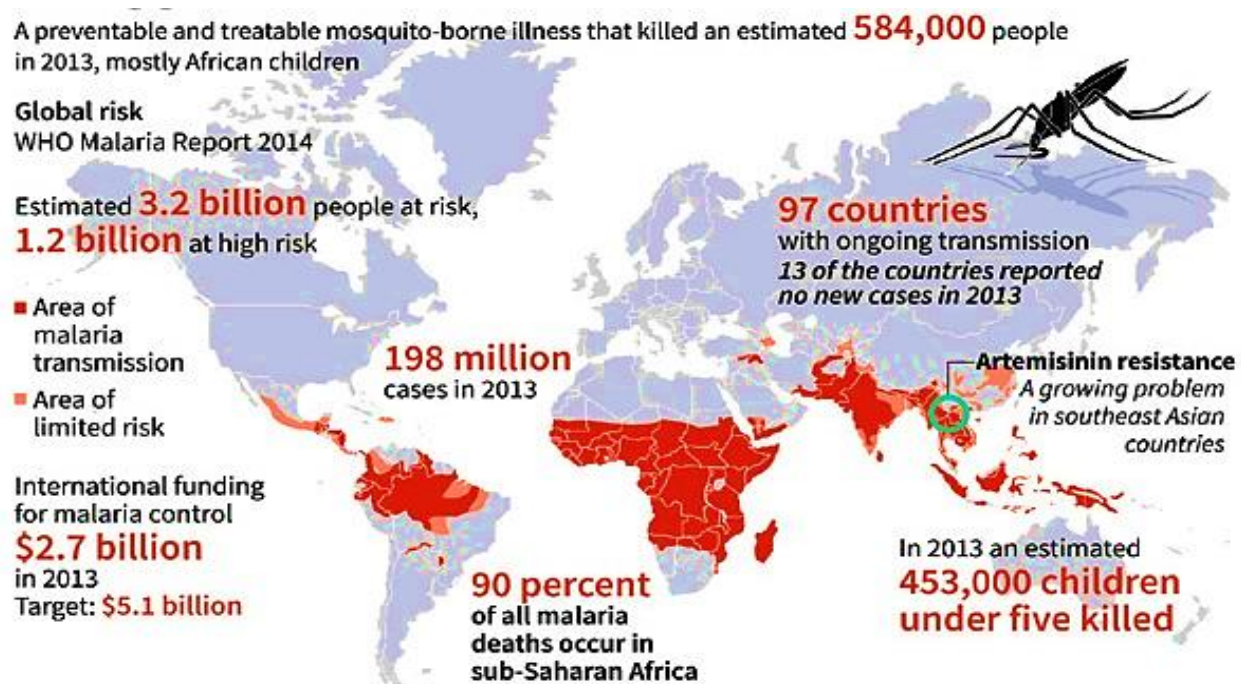 A preventable and treatable mosquito-borne illness that killed an estimated 584,000 people
in 2013, mostly African children
Global risk
WHO Malaria Report 2014
Estimated 3.2 billion people at risk,
1.2 billion at high risk
Area of
malaria
transmission
Area of
limited risk
International funding
for malaria control
$2.7 billion
in 2013
Target: $5.1 billion
198 million
cases in 2013
90 percent
of all malaria
deaths occur in
sub-Saharan Africa
97 countries
with ongoing transmission
13 of the countries reported
no new cases in 2013
Artemisinin resistance
A growing problem
in southeast Asian
countries
In 2013 an estimated
453,000 children
under five killed